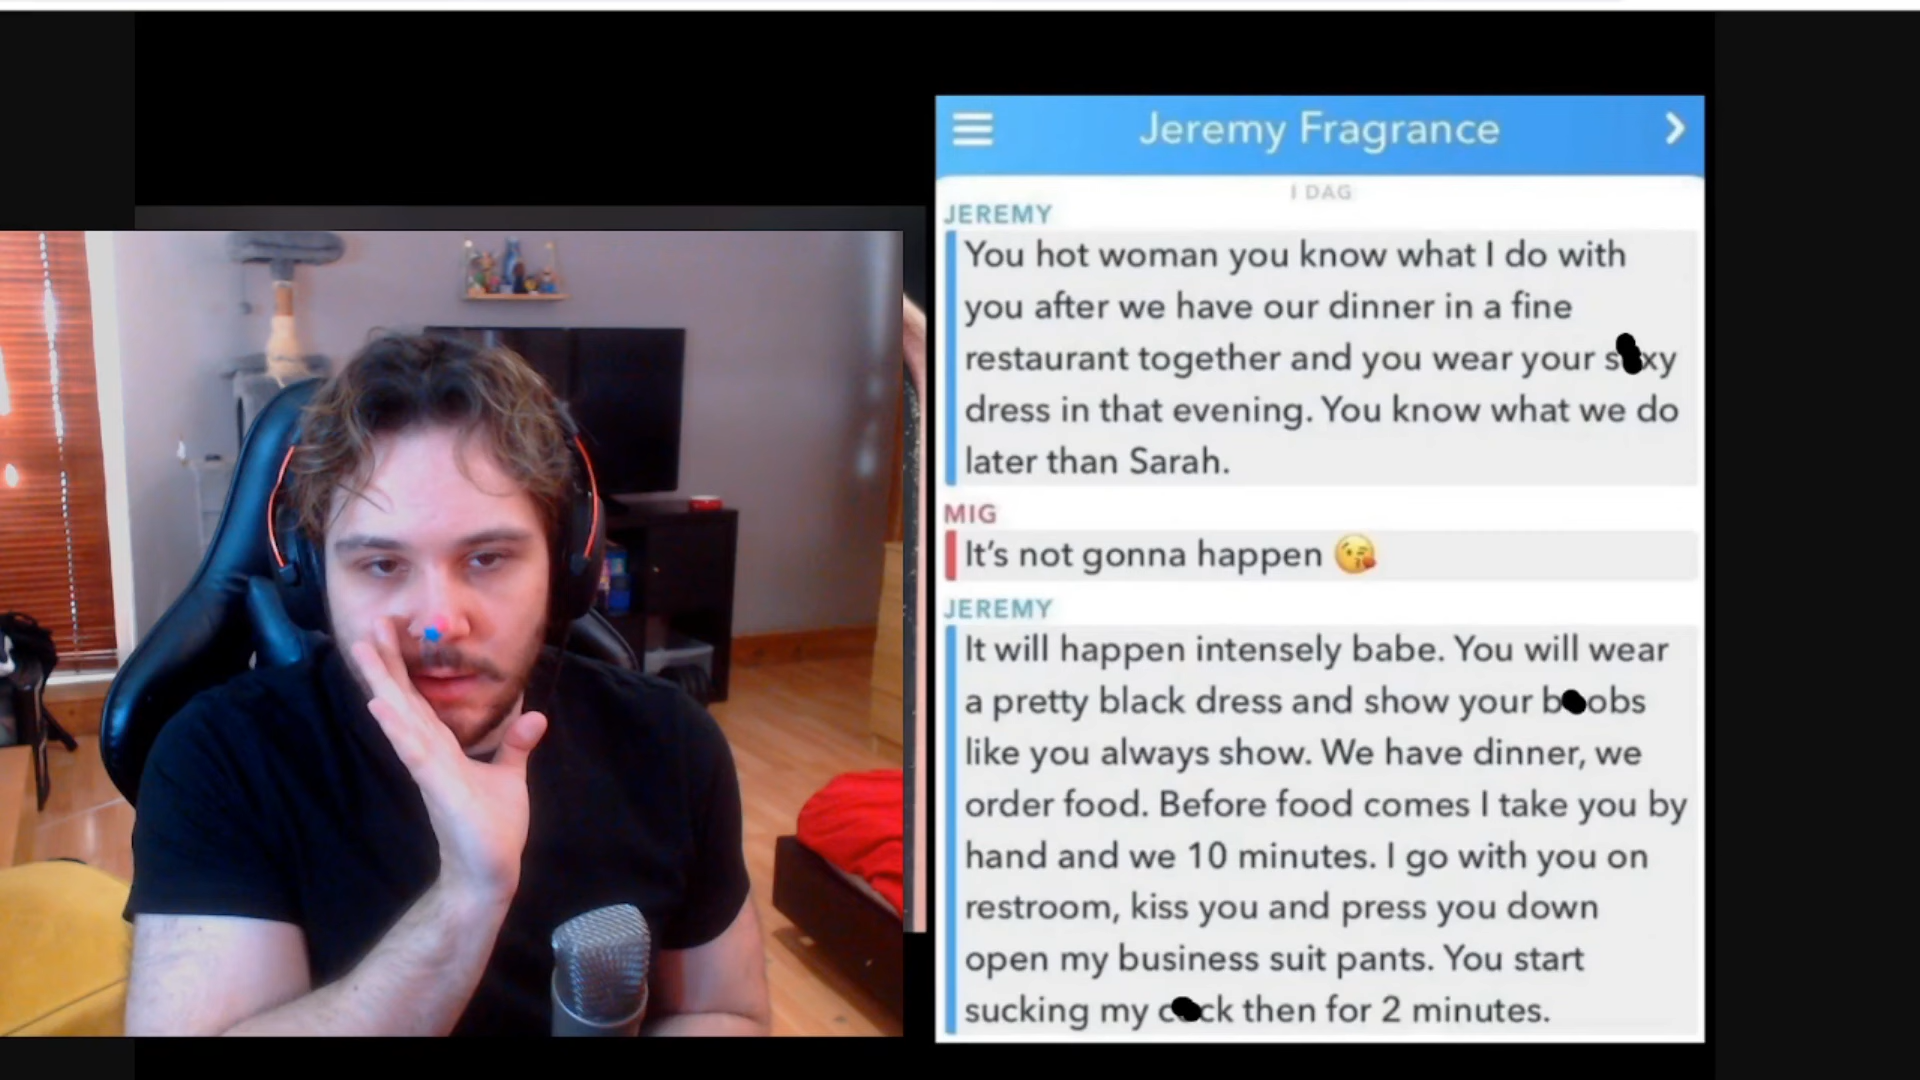 Jeremy Fragrance
I DAG
JEREMY
You hot woman you know what I do with
you after we have our dinner in a fine
restaurant together and you wear your s xy
dress in that evening. You know what we do
later than Sarah.
MIG
It's not gonna happen 😘
JEREMY
It will happen intensely babe. You will wear
a pretty black dress and show your b obs
like you always show. We have dinner, we
order food. Before food comes I take you by
hand and we 10 minutes. I go with you on
restroom, kiss you and press you down
open my business suit pants. You start
sucking my c ck then for 2 minutes.